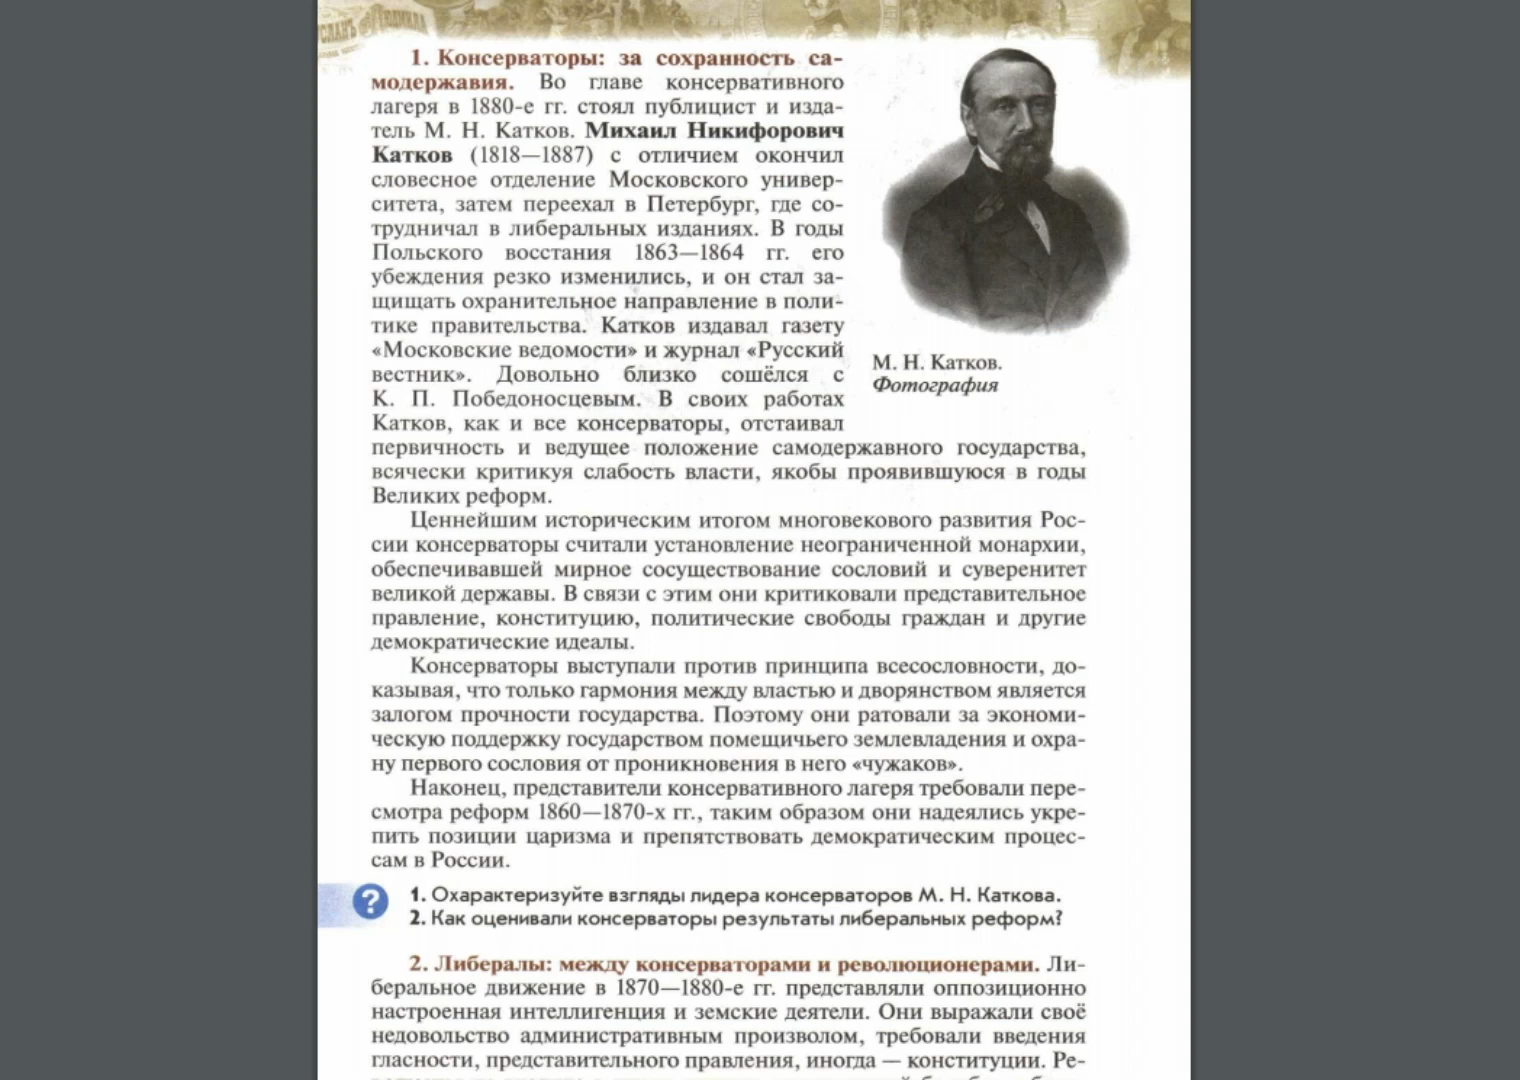 1. Консерваторы: за сохранность са-
модержавия. Во главе консервативного
лагеря в 1880-е гг. стоял публицист и изда-
тель М. Н. Катков. Михаил Никифорович
Катков (1818—1887) с отличием окончил
словесное отделение Московского универ-
ситета, затем переехал в Петербург, где со-
трудничал в либеральных изданиях. В годы
Польского восстания 1863—1864 гг. его
убеждения резко изменились, и он стал за-
щищать охранительное направление в поли-
тике правительства. Катков издавал газету
«Московские ведомости» и журнал «Русский
вестник». Довольно близко сошёлся с
К. П. Победоносцевым. В своих работах
Катков, как и все консерваторы, отстаивал
первичность и ведущее положение самодержавного государства,
всячески критикуя слабость власти, якобы проявившуюся в годы
Великих реформ.
М. Н. Катков.
Фотография
Ценнейшим историческим итогом многовекового развития Рос-
сии консерваторы считали установление неограниченной монархии,
обеспечивавшей мирное сосуществование сословий и суверенитет
великой державы. В связи с этим они критиковали представительное
правление, конституцию, политические свободы граждан и другие
демократические идеалы.
Консерваторы выступали против принципа всесословности, до-
казывая, что только гармония между властью и дворянством является
залогом прочности государства. Поэтому они ратовали за экономи-
ческую поддержку государством помещичьего землевладения и охра-
ну первого сословия от проникновения в него «чужаков».
Наконец, представители консервативного лагеря требовали пере-
смотра реформ 1860—1870-х гг., таким образом они надеялись укре-
пить позиции царизма и препятствовать демократическим процес-
сам в России.
?
1. Охарактеризуйте взгляды лидера консерваторов М. Н. Каткова.
2. Как оценивали консерваторы результаты либеральных реформ?
2. Либералы: между консерваторами и революционерами. Ли-
беральное движение в 1870—1880-е гг. представляли оппозиционно
настроенная интеллигенция и земские деятели. Они выражали своё
недовольство административным произволом, требовали введения
гласности, представительного правления, иногда — конституции. Ре-